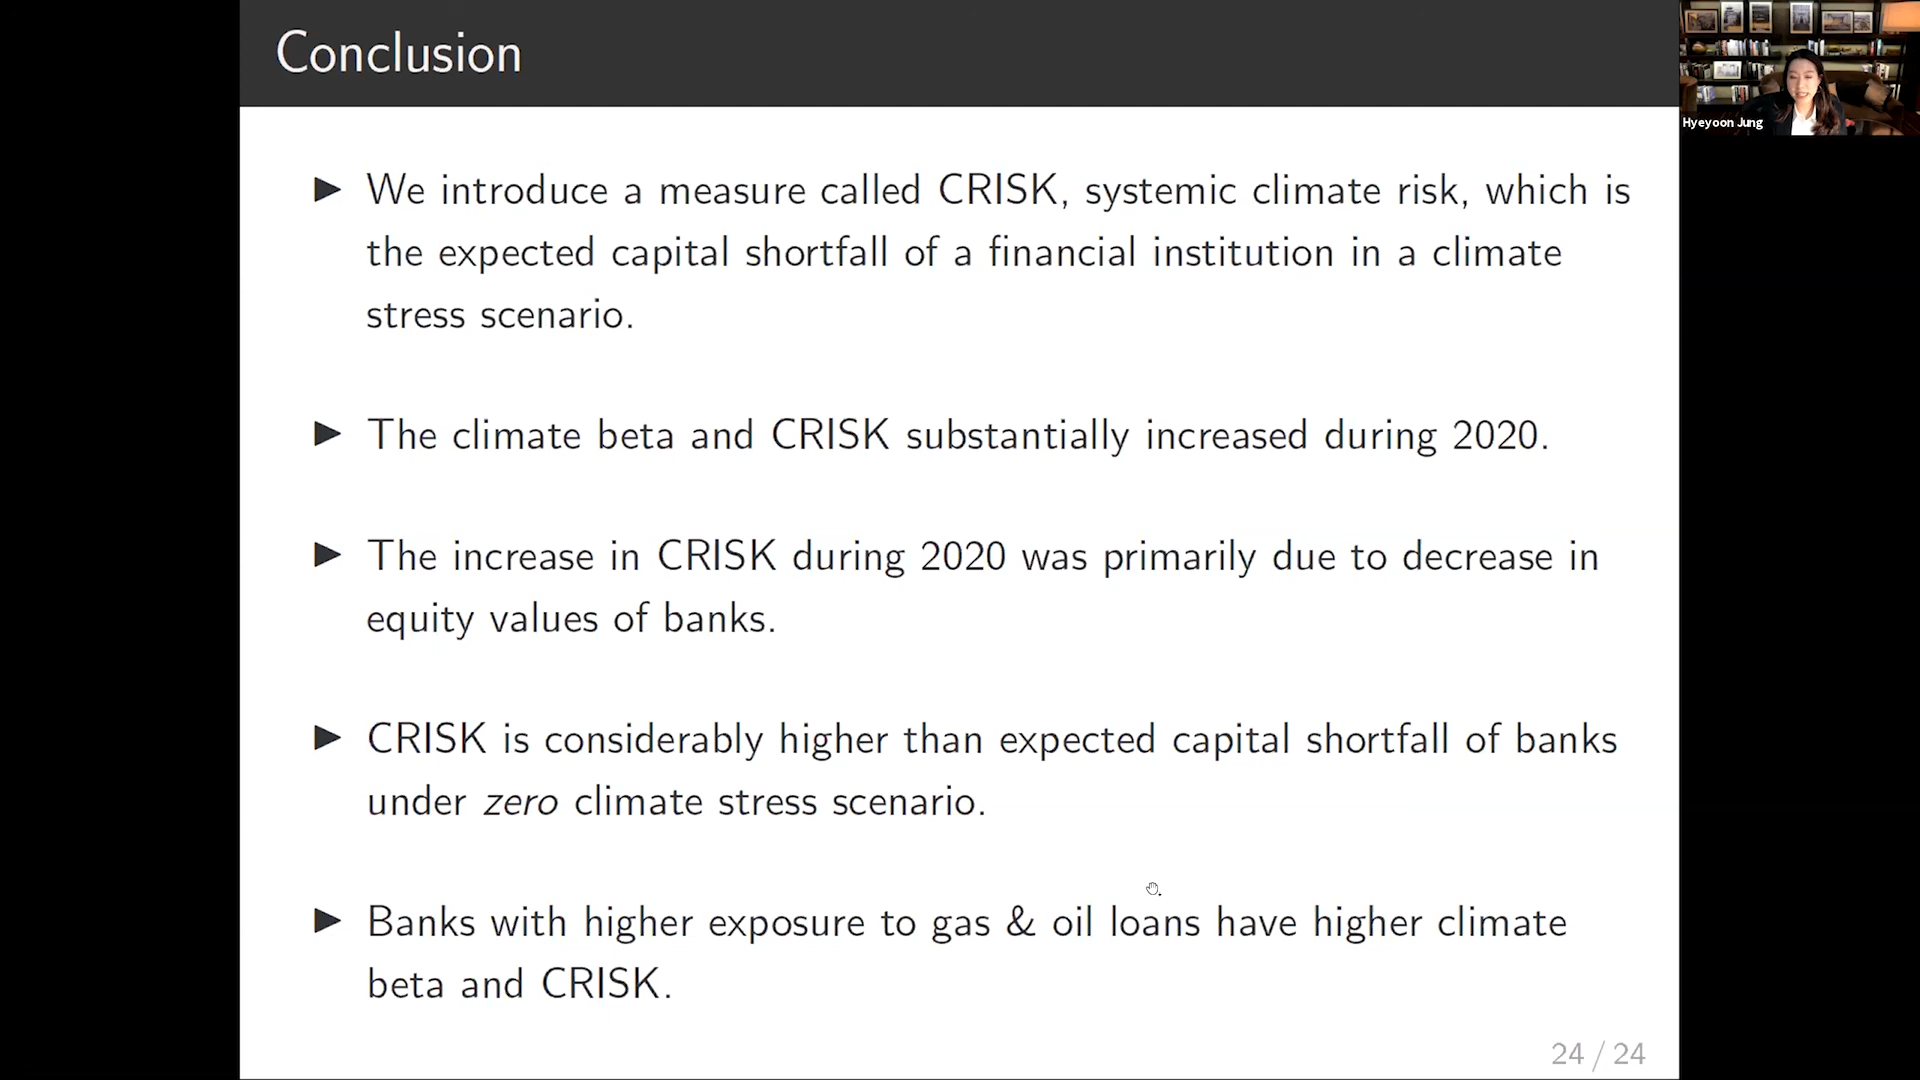 Conclusion
Hyeyoon Jung
▶ We introduce a measure called CRISK, systemic climate risk, which is
the expected capital shortfall of a financial institution in a climate
stress scenario.
▶ The climate beta and CRISK substantially increased during 2020.
▶ The increase in CRISK during 2020 was primarily due to decrease in
equity values of banks.
▶ CRISK is considerably higher than expected capital shortfall of banks
under zero climate stress scenario.
▶ Banks with higher exposure to gas & oil loans have higher climate
beta and CRISK.
24 / 24